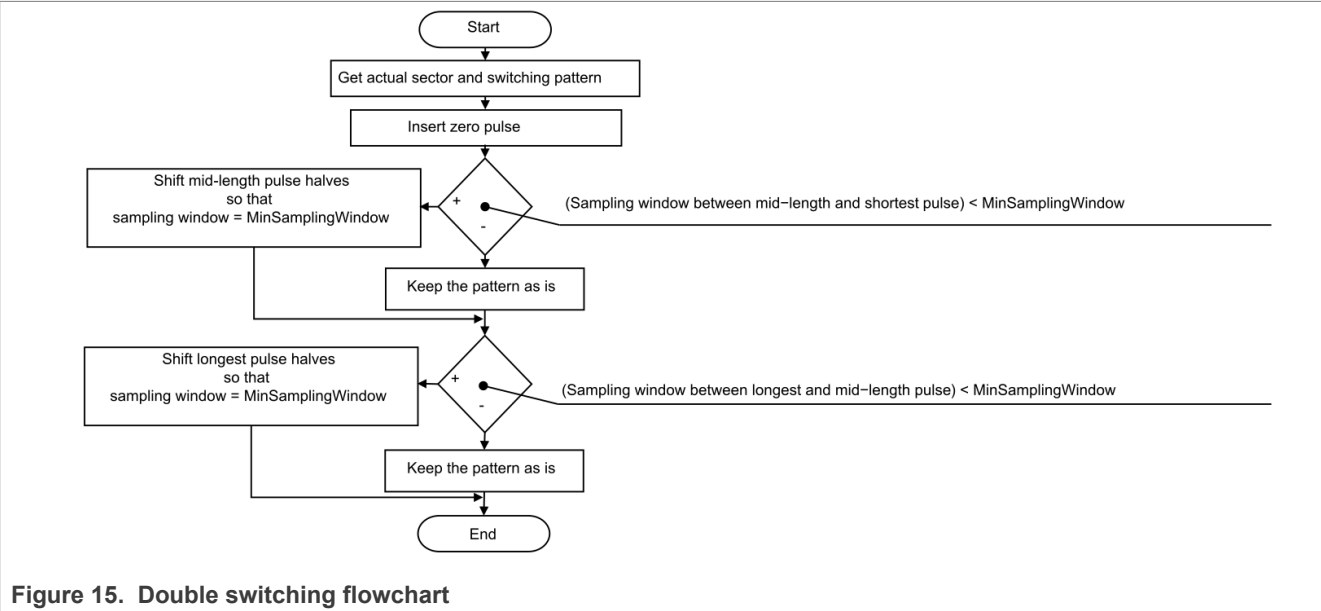 Start
Get actual sector and switching pattern
Insert zero pulse
Shift mid-length pulse halves
so that
sampling window = MinSamplingWindow
+
-
(Sampling window between mid−length and shortest pulse) < MinSamplingWindow
Keep the pattern as is
Shift longest pulse halves
so that
sampling window = MinSamplingWindow
+
-
(Sampling window between longest and mid−length pulse) < MinSamplingWindow
Keep the pattern as is
End
Figure 15. Double switching flowchart